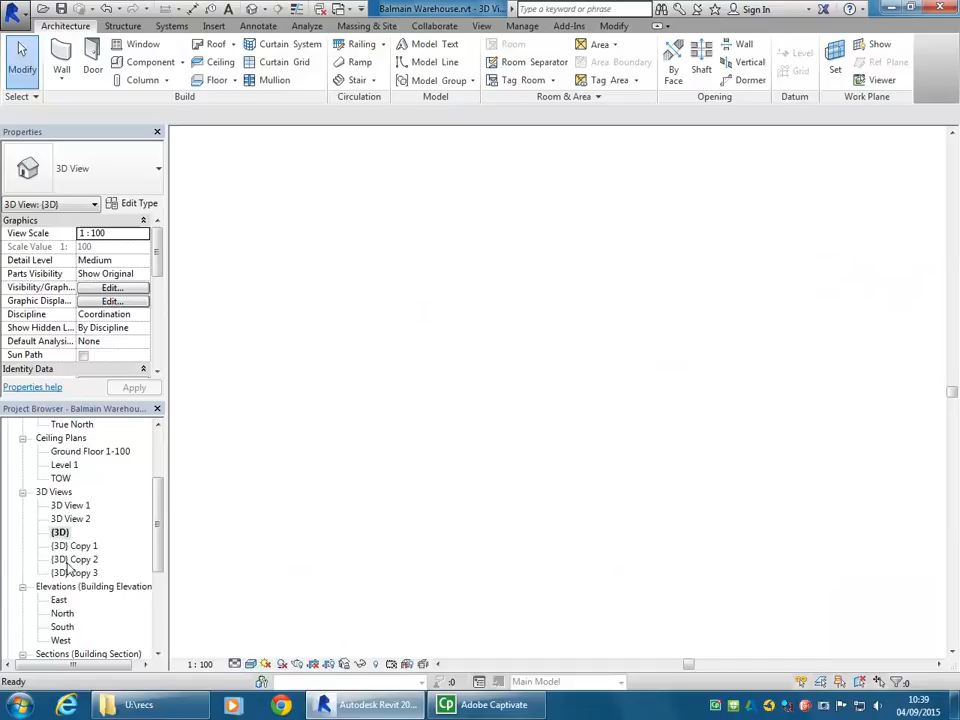 Balmain Warehouse.rvt - 3D Vi...
Type a keyword or phrase
Sign In
Architecture Structure Systems Insert Annotate Analyze Massing & Site Collaborate View Manage Add-Ins Modify
Modify
Wall
Door
Window
Component
Column
Roof
Ceiling
Floor
Curtain System
Curtain Grid
Mullion
Railing
Ramp
Stair
Model Text
Model Line
Model Group
Room
Room Separator
Tag Room
Area
Area Boundary
Tag Area
By
Face
Shaft
Wall
Vertical
Dormer
Level
Grid
Set
Show
Ref Plane
Viewer
Select Build Circulation Model Room & Area Opening Datum Work Plane
Properties
3D View
3D View: {3D} Edit Type
Graphics
View Scale 1 : 100
Scale Value 1: 100
Detail Level Medium
Parts Visibility Show Original
Visibility/Graph... Edit...
Graphic Displa... Edit...
Discipline Coordination
Show Hidden L... By Discipline
Default Analysi... None
Sun Path
Identity Data
Properties help Apply
Project Browser - Balmain Warehou...
True North
Ceiling Plans
Ground Floor 1-100
Level 1
TOW
3D Views
3D View 1
3D View 2
{3D}
{3D} Copy 1
{3D} Copy 2
{3D} Copy 3
Elevations (Building Elevation
East
North
South
West
Sections (Building Section)
1 : 100
Ready
:0
Main Model
:0
U:\recs
Autodesk Revit 20...
Adobe Captivate
10:39
04/09/2015